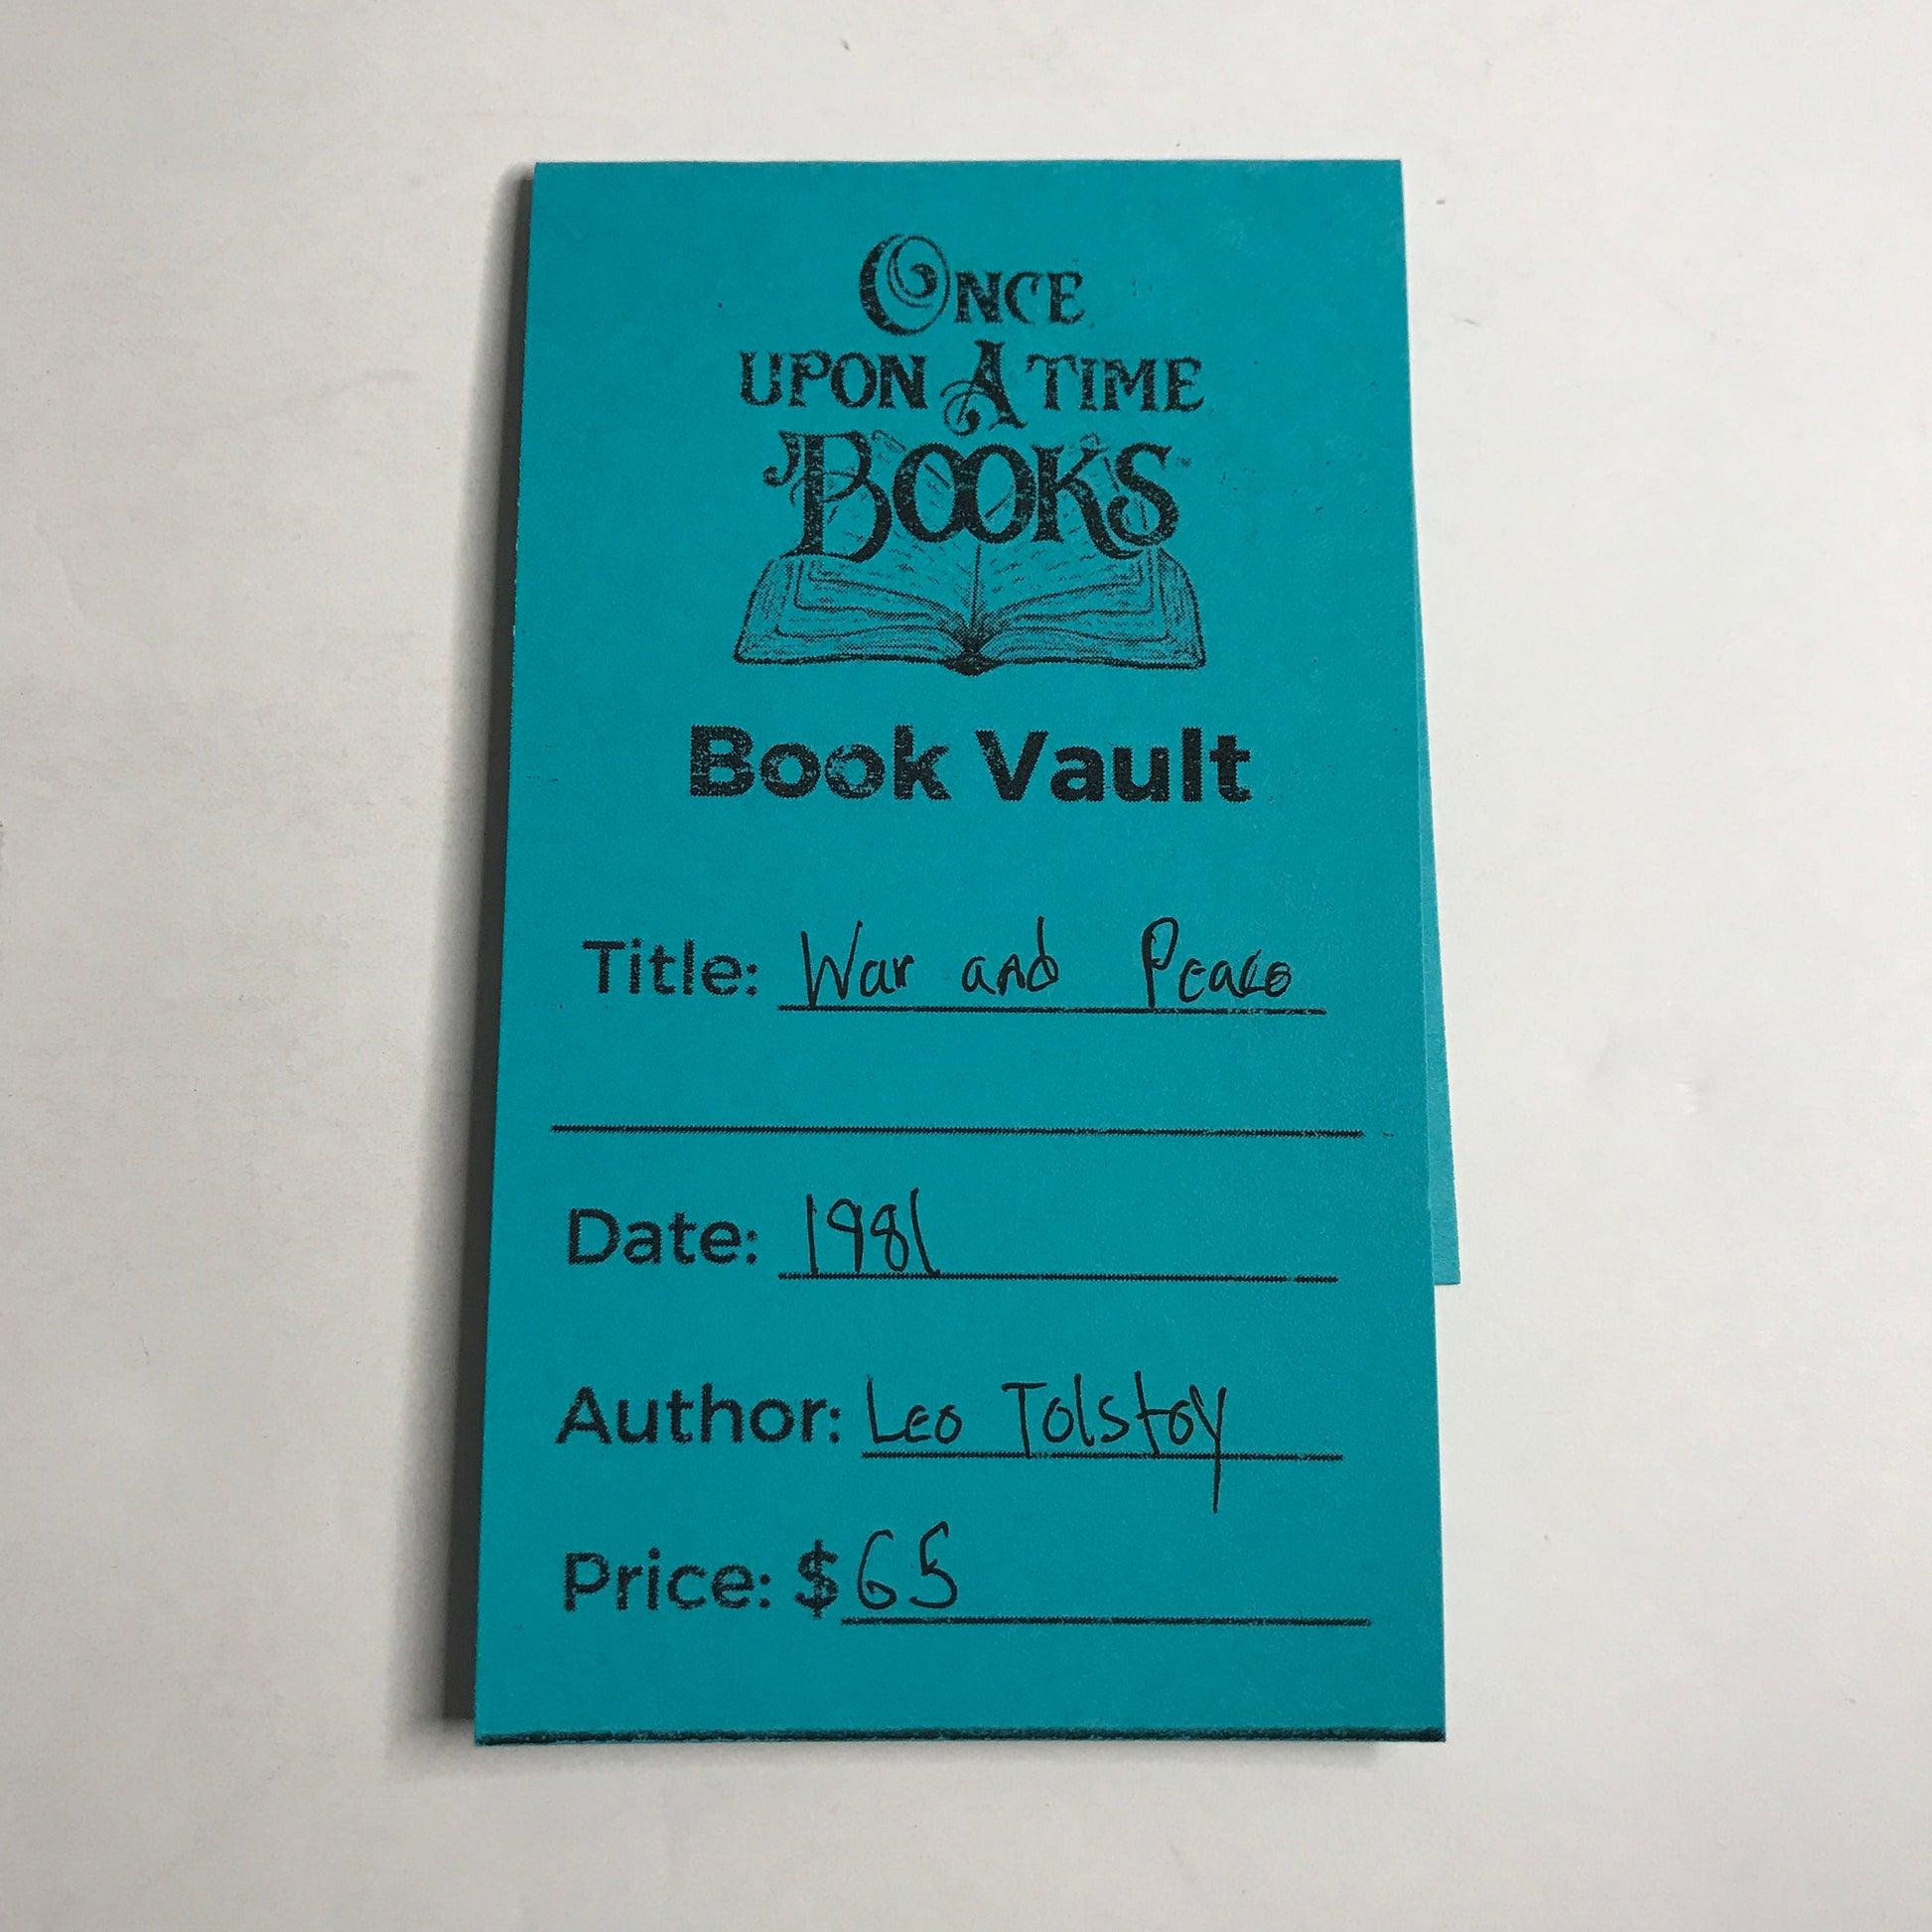 ONCE
UPON A TIME
BOOKS
Book Vault
Title: War and Peace
Date: 1981
Author: Leo Tolstoy
Price: $65